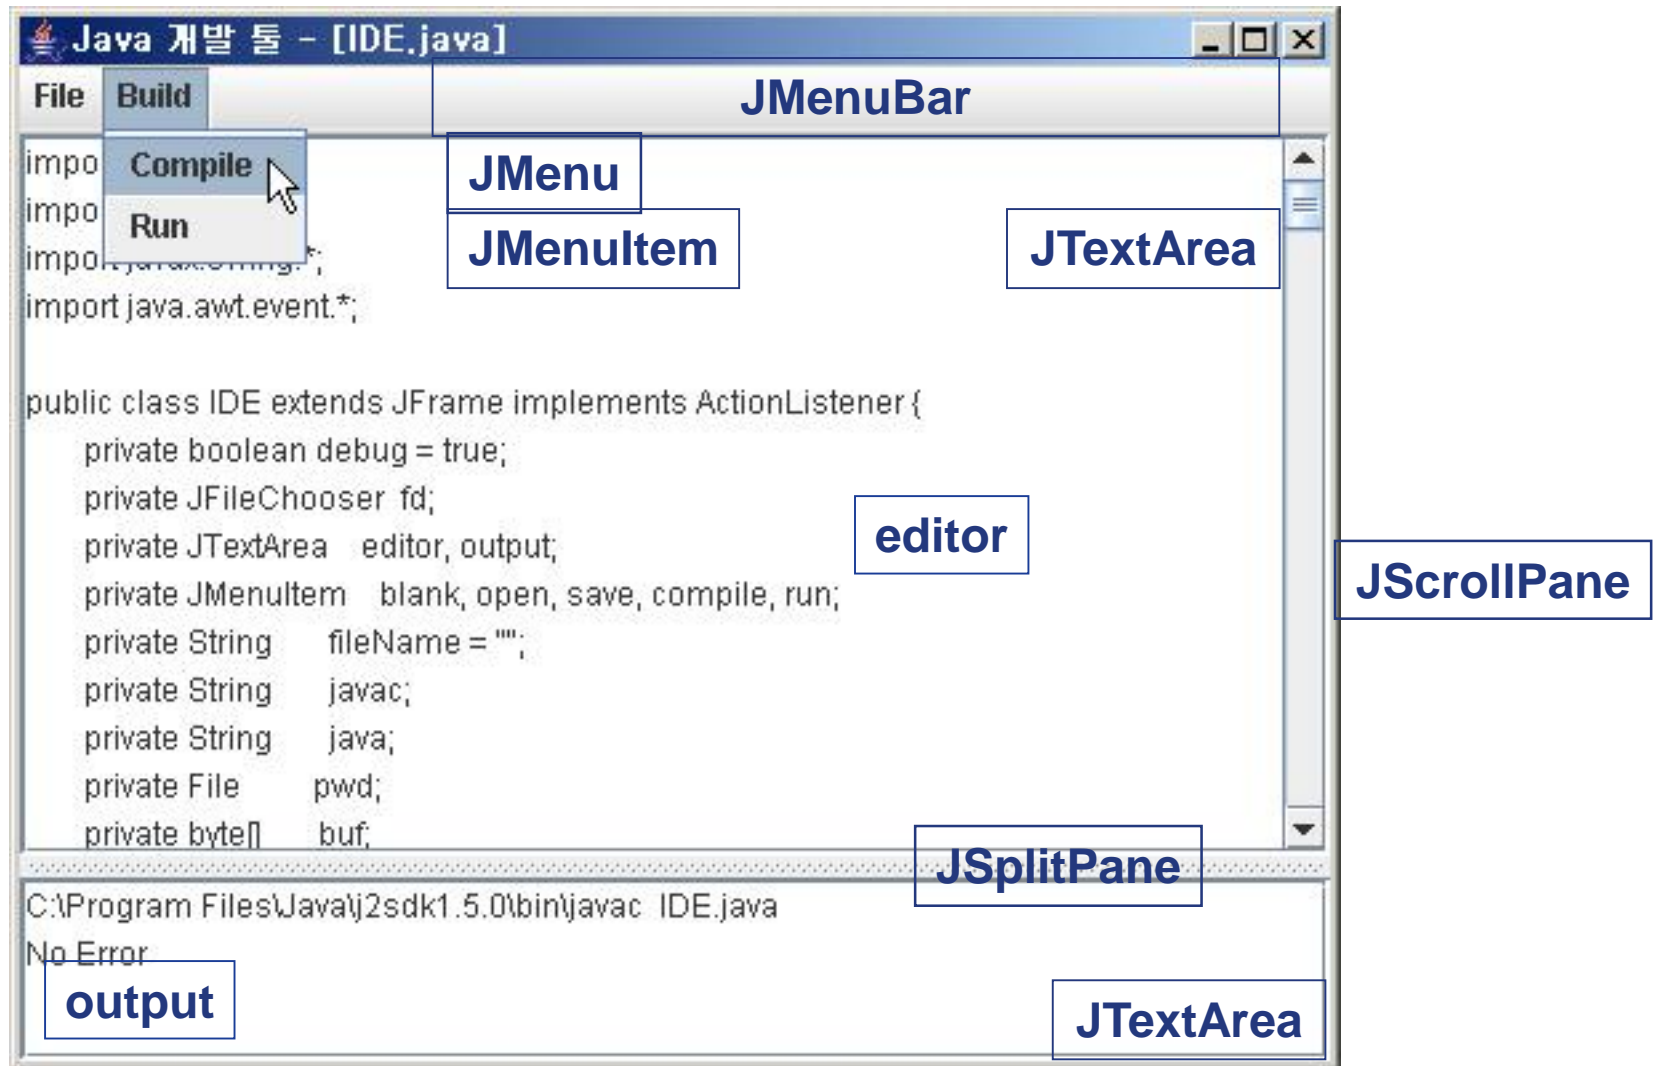 Java 개발 툴 - [IDE.java]
File Build JMenuBar
impo Compile JMenu
impo Run JMenuItem JTextArea
import
import java.awt.event.*;
public class IDE extends JFrame implements ActionListener {
private boolean debug = true;
private JFileChooser fd;
private JTextArea editor, output;
editor
private JMenuItem blank, open, save, compile, run;
JScrollPane
private String fileName = "";
private String javac;
private String java;
private File pwd;
private byte[] buf;
JSplitPane
C:\Program Files\Java\j2sdk1.5.0\bin\javac IDE.java
No Error
output
JTextArea